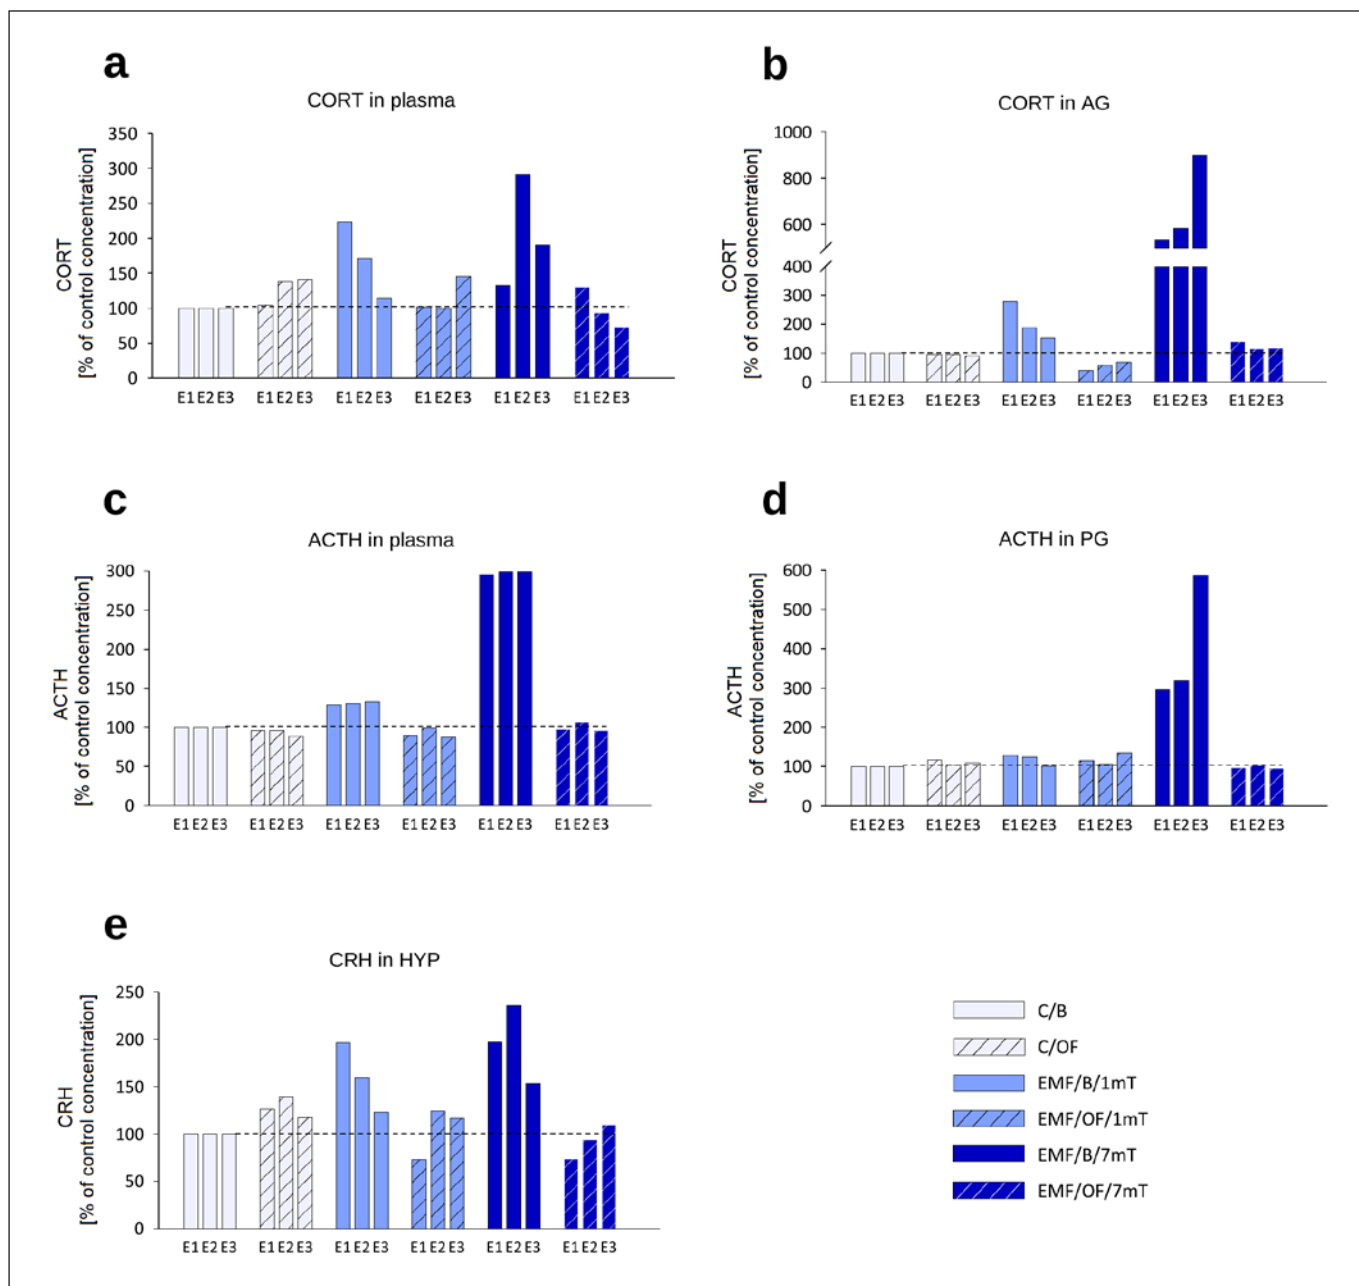 a
CORT in plasma
CORT
[% of control concentration]
350
300
250
200
150
100
50
0
E1 E2 E3 E1 E2 E3 E1 E2 E3 E1 E2 E3 E1 E2 E3 E1 E2 E3
b
CORT in AG
CORT
[% of control concentration]
1000
800
600
400
300
200
100
0
E1 E2 E3 E1 E2 E3 E1 E2 E3 E1 E2 E3 E1 E2 E3 E1 E2 E3
c
ACTH in plasma
ACTH
[% of control concentration]
300
250
200
150
100
50
0
E1 E2 E3 E1 E2 E3 E1 E2 E3 E1 E2 E3 E1 E2 E3 E1 E2 E3
d
ACTH in PG
ACTH
[% of control concentration]
600
500
400
300
200
100
0
E1 E2 E3 E1 E2 E3 E1 E2 E3 E1 E2 E3 E1 E2 E3 E1 E2 E3
e
CRH in HYP
CRH
[% of control concentration]
250
200
150
100
50
0
E1 E2 E3 E1 E2 E3 E1 E2 E3 E1 E2 E3 E1 E2 E3 E1 E2 E3
C/B
C/OF
EMF/B/1mT
EMF/OF/1mT
EMF/B/7mT
EMF/OF/7mT